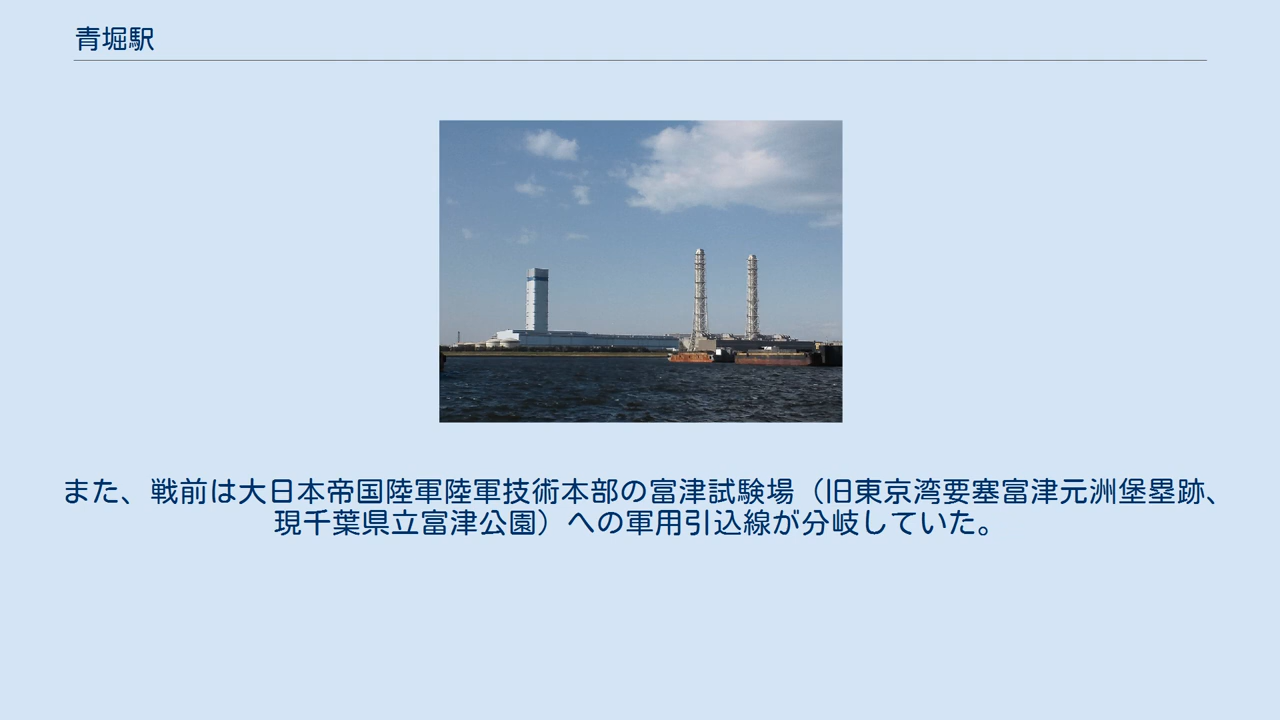 青堀駅
また、戦前は大日本帝国陸軍陸軍技術本部の富津試験場（旧東京湾要塞富津元洲堡塁跡、
現千葉県立富津公園）への軍用引込線が分岐していた。